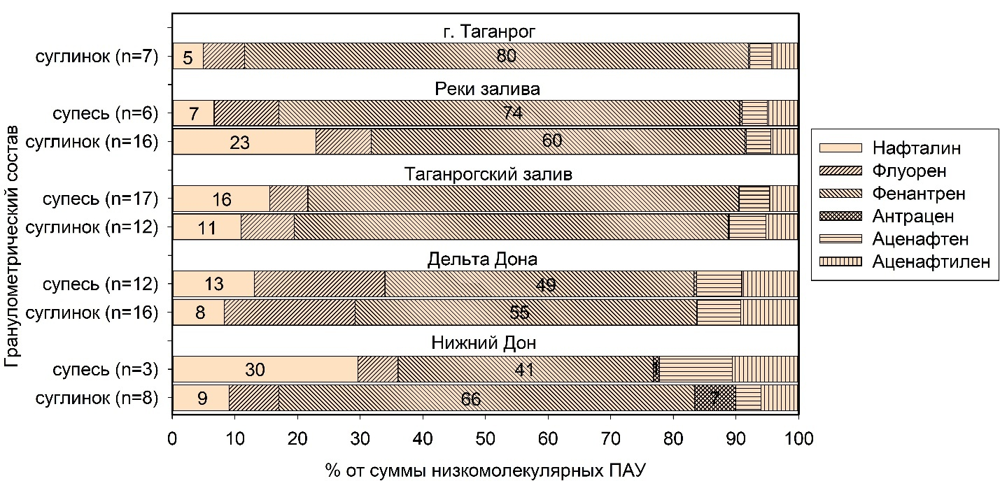 г. Таганрог
суглинок (n=7)
5
80
Реки залива
супесь (n=6)
7
74
суглинок (n=16)
23
60
Таганрогский залив
супесь (n=17)
16
суглинок (n=12)
11
Дельта Дона
супесь (n=12)
13
49
суглинок (n=16)
8
55
Нижний Дон
супесь (n=3)
30
41
суглинок (n=8)
9
66
7
0 10 20 30 40 50 60 70 80 90 100
% от суммы низкомолекулярных ПАУ
Гранулометрический состав
Нафталин
Флуорен
Фенантрен
Антрацен
Аценафтен
Аценафтилен